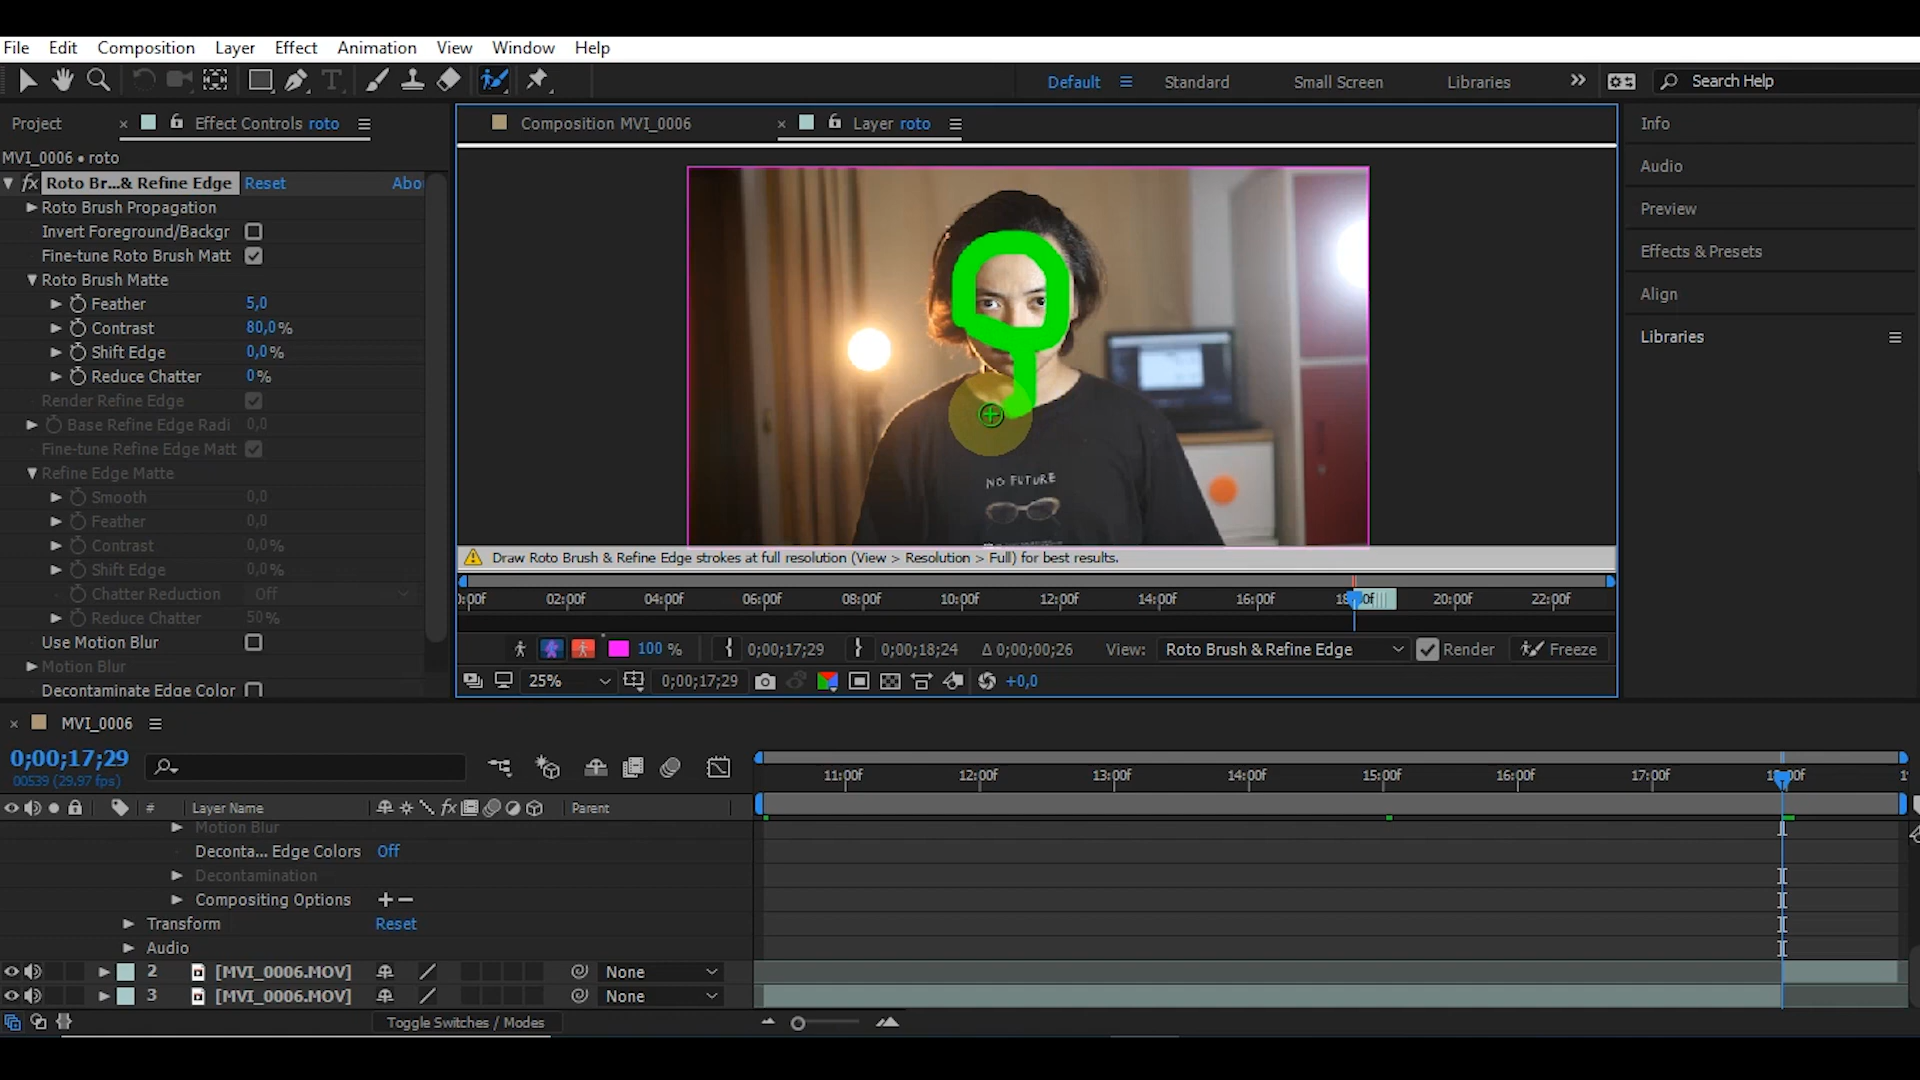 File Edit Composition Layer Effect Animation View Window Help
Default Standard Small Screen Libraries Search Help
Project Effect Controls roto
MVI_0006 • roto
fx Roto Br...& Refine Edge Reset Abou
Roto Brush Propagation
Invert Foreground/Backgr
Fine-tune Roto Brush Matt
Roto Brush Matte
Feather 5,0
Contrast 80,0%
Shift Edge 0,0%
Reduce Chatter 0%
Render Refine Edge
Base Refine Edge Radi 0,0
Fine-tune Refine Edge Matt
Refine Edge Matte
Smooth 0,0
Feather 0,0
Contrast 0,0%
Shift Edge 0,0%
Chatter Reduction Off
Reduce Chatter 50%
Use Motion Blur
Motion Blur
Decontaminate Edge Color
Composition MVI_0006 Layer roto
NO FUTURE
Draw Roto Brush & Refine Edge strokes at full resolution (View > Resolution > Full) for best results.
):00f 02:00f 04:00f 06:00f 08:00f 10:00f 12:00f 14:00f 16:00f 20:00f 22:00f
100 % 0;00;17;29 0;00;18;24 Δ 0;00;00;26 View: Roto Brush & Refine Edge Render Freeze
25% 0;00;17;29 +0,0
Info
Audio
Preview
Effects & Presets
Align
Libraries
MVI_0006
0;00;17;29
00539 (29.97 fps)
11:00f 12:00f 13:00f 14:00f 15:00f 16:00f 17:00f
# Layer Name fx Parent
Motion Blur
Deconta... Edge Colors Off
Decontamination
Compositing Options
Transform Reset
Audio
2 [MVI_0006.MOV] None
3 [MVI_0006.MOV] None
Toggle Switches / Modes